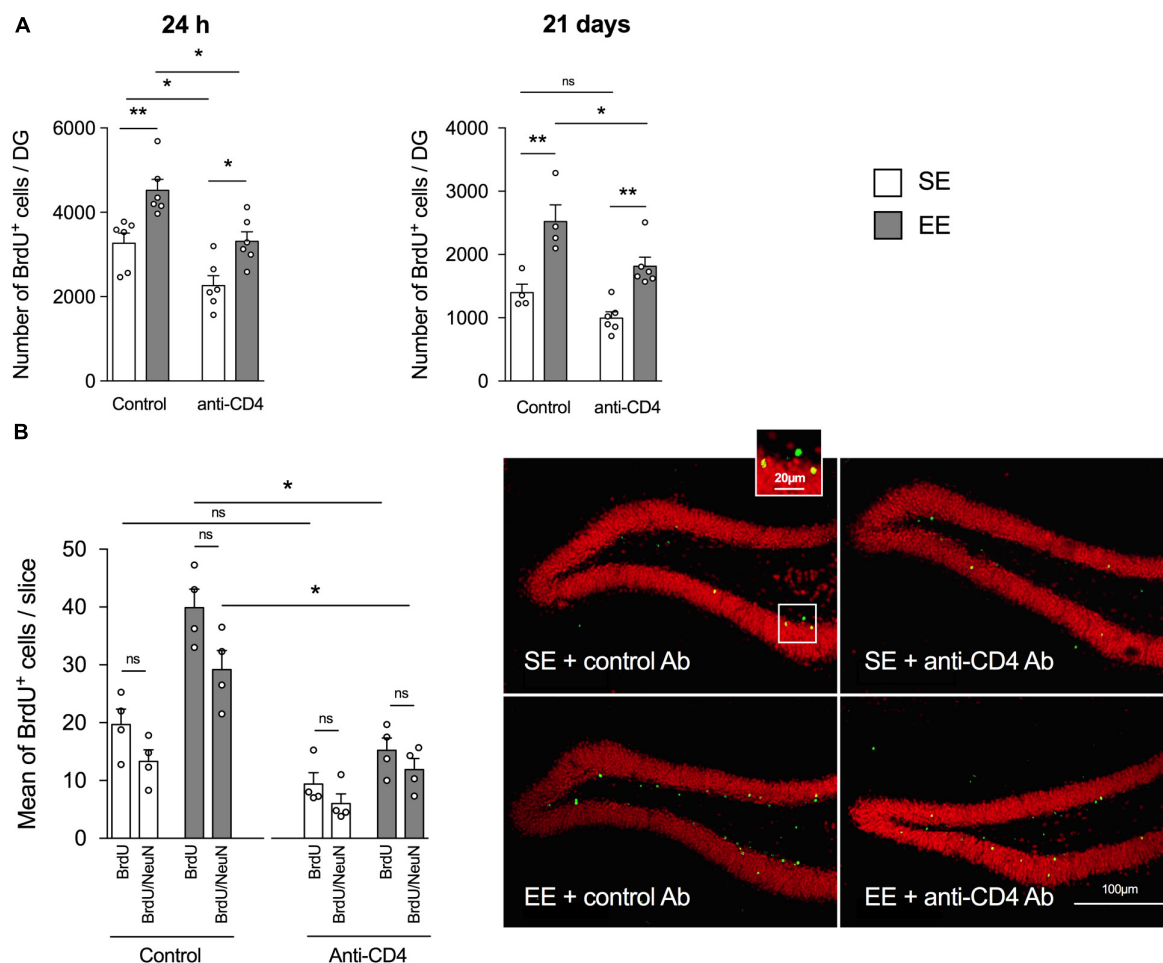 A
24 h
21 days
*
*
**
*
6000
4000
2000
0
Number of BrdU+ cells / DG
Control
anti-CD4
ns
*
**
**
4000
3000
2000
1000
0
Number of BrdU+ cells / DG
Control
anti-CD4
SE
EE
B
*
ns
ns
*
ns
ns
ns
50
40
30
20
10
0
Mean of BrdU+ cells / slice
BrdU
BrdU/NeuN
BrdU
BrdU/NeuN
BrdU
BrdU/NeuN
BrdU
BrdU/NeuN
Control
Anti-CD4
20µm
SE + control Ab
SE + anti-CD4 Ab
EE + control Ab
EE + anti-CD4 Ab
100µm